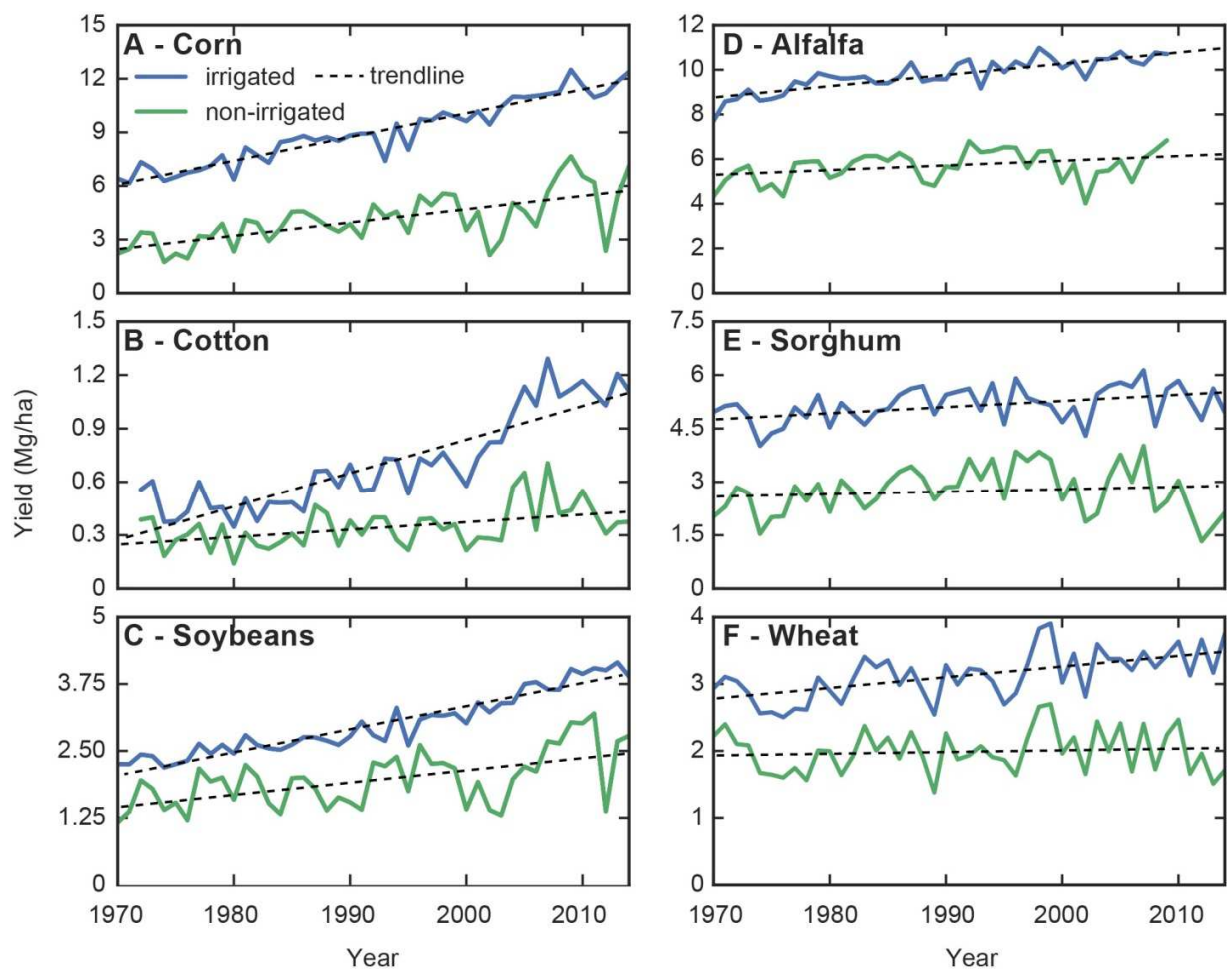 A - Corn
irrigated
trendline
non-irrigated
15
12
9
6
3
0
B - Cotton
1.5
1.2
0.9
0.6
0.3
0
C - Soybeans
5
3.75
2.50
1.25
0
1970 1980 1990 2000 2010
Year
Yield (Mg/ha)
D - Alfalfa
12
10
8
6
4
2
0
E - Sorghum
7.5
6
4.5
3
1.5
0
F - Wheat
4
3
2
1
0
1970 1980 1990 2000 2010
Year